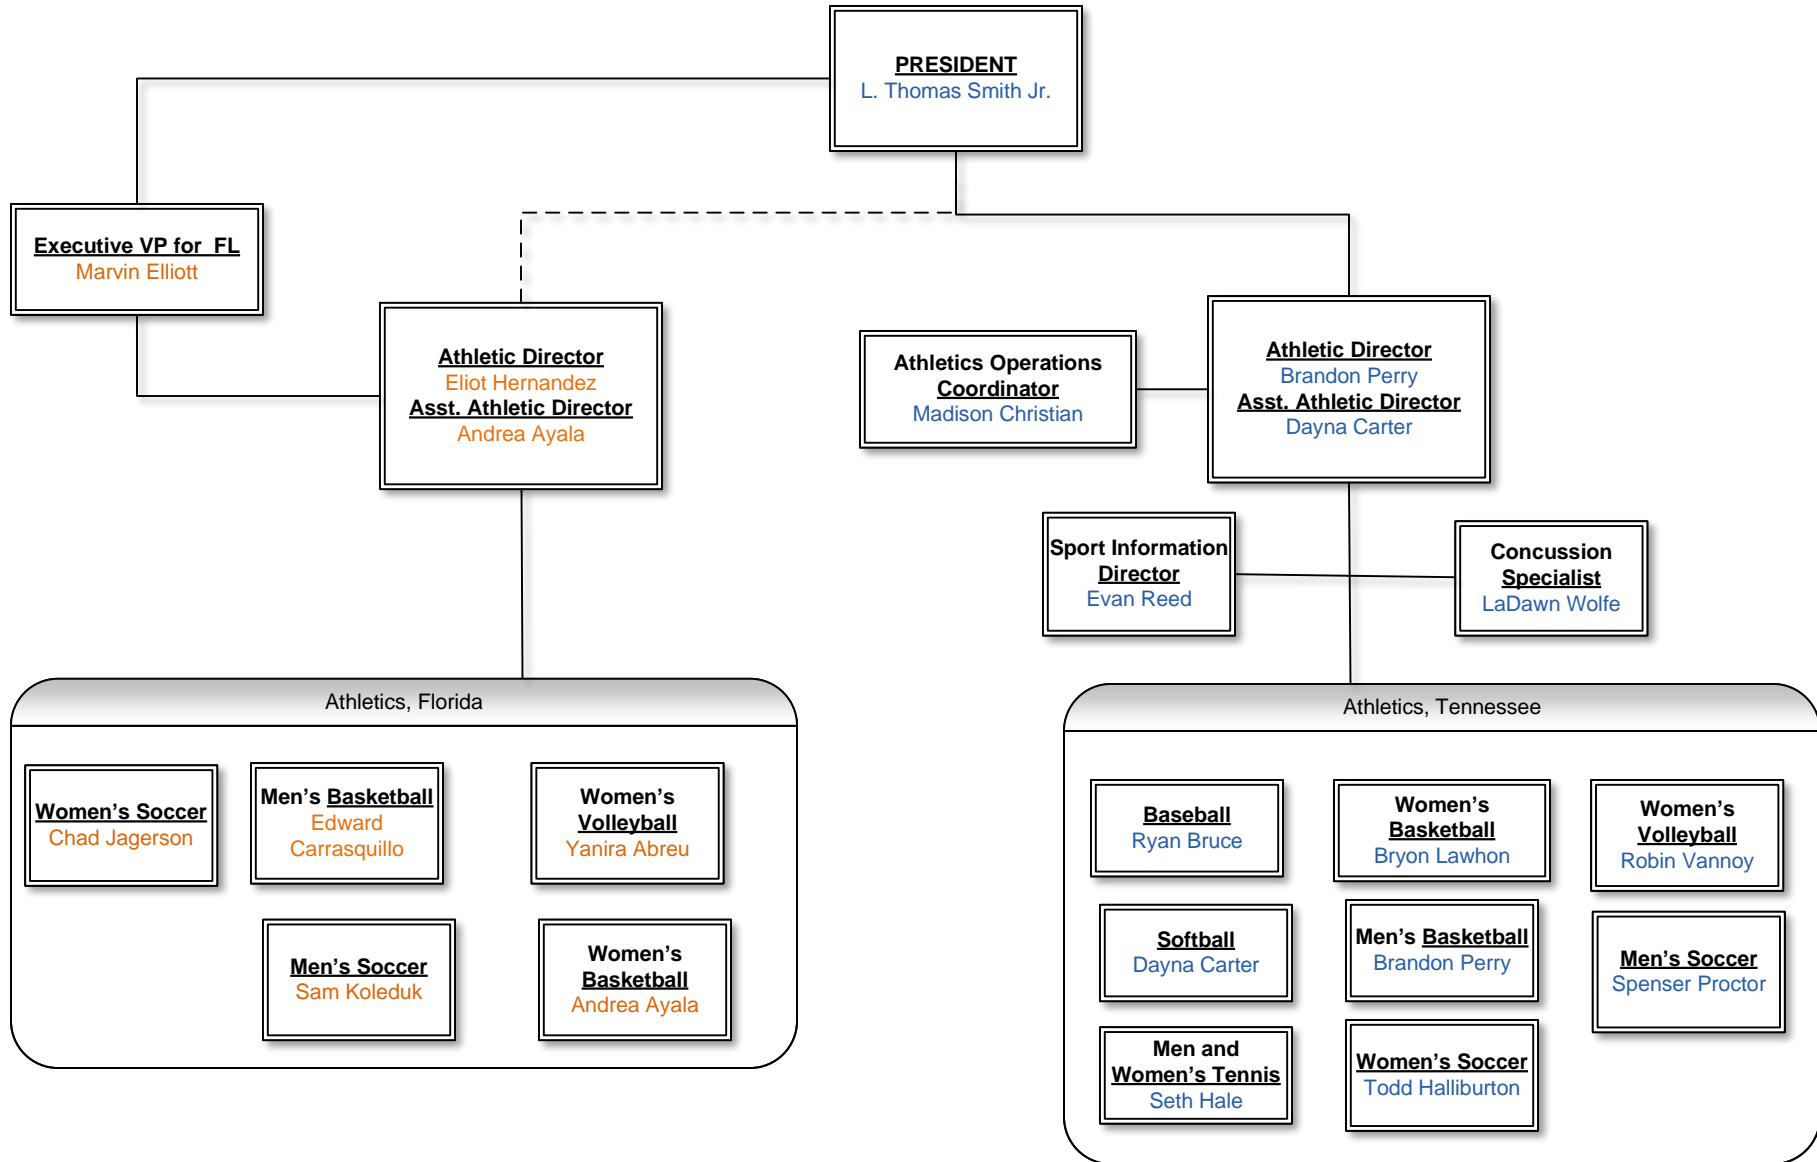 PRESIDENT
L. Thomas Smith Jr.
Executive VP for  FL
Marvin Elliott
Athletic Director
Eliot Hernandez
Asst. Athletic Director
Andrea Ayala
Athletics Operations
Coordinator
Madison Christian
Athletic Director
Brandon Perry
Asst. Athletic Director
Dayna Carter
Sport Information
Director
Evan Reed
Concussion
Specialist
LaDawn Wolfe
Athletics, Florida
Women's Soccer
Chad Jagerson
Men's Basketball
Edward
Carrasquillo
Women's
Volleyball
Yanira Abreu
Men's Soccer
Sam Koleduk
Women's
Basketball
Andrea Ayala
Athletics, Tennessee
Baseball
Ryan Bruce
Women's
Basketball
Bryon Lawhon
Women's
Volleyball
Robin Vannoy
Softball
Dayna Carter
Men's Basketball
Brandon Perry
Men's Soccer
Spenser Proctor
Men and
Women's Tennis
Seth Hale
Women's Soccer
Todd Halliburton